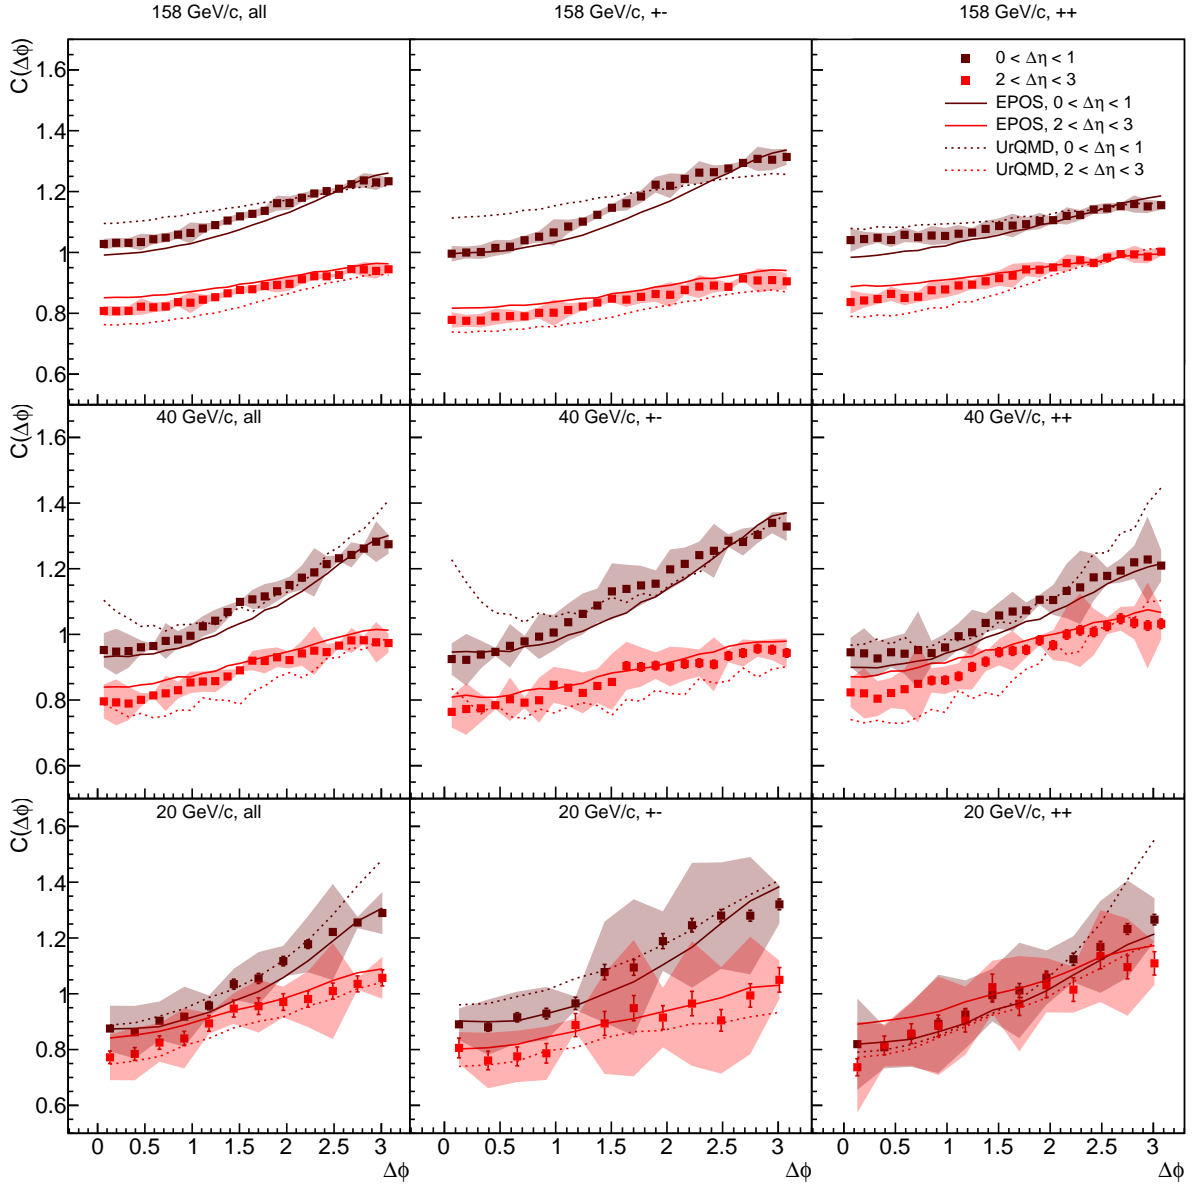 158 GeV/c, all
158 GeV/c, +-
158 GeV/c, ++
C(Δϕ)
1.6
1.4
1.2
1
0.8
0.6
0 < Δη < 1
2 < Δη < 3
EPOS, 0 < Δη < 1
EPOS, 2 < Δη < 3
UrQMD, 0 < Δη < 1
UrQMD, 2 < Δη < 3
40 GeV/c, all
40 GeV/c, +-
40 GeV/c, ++
C(Δϕ)
1.6
1.4
1.2
1
0.8
0.6
20 GeV/c, all
20 GeV/c, +-
20 GeV/c, ++
C(Δϕ)
1.6
1.4
1.2
1
0.8
0.6
0 0.5 1 1.5 2 2.5 3
0 0.5 1 1.5 2 2.5 3
0 0.5 1 1.5 2 2.5 3
Δϕ
Δϕ
Δϕ